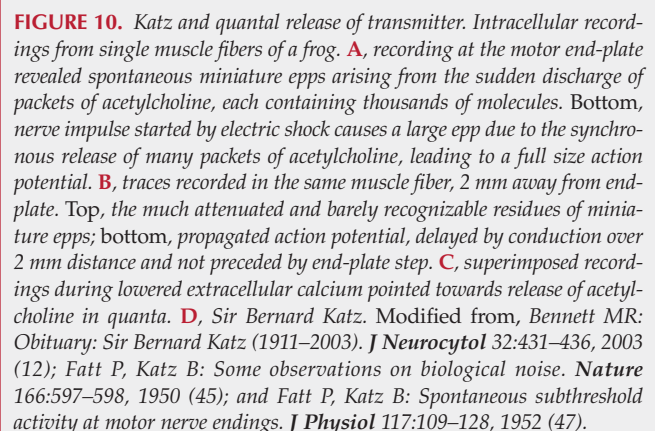 FIGURE 10. Katz and quantal release of transmitter. Intracellular record-
ings from single muscle fibers of a frog. A, recording at the motor end-plate
revealed spontaneous miniature epps arising from the sudden discharge of
packets of acetylcholine, each containing thousands of molecules. Bottom,
nerve impulse started by electric shock causes a large epp due to the synchro-
nous release of many packets of acetylcholine, leading to a full size action
potential. B, traces recorded in the same muscle fiber, 2 mm away from end-
plate. Top, the much attenuated and barely recognizable residues of minia-
ture epps; bottom, propagated action potential, delayed by conduction over
2 mm distance and not preceded by end-plate step. C, superimposed record-
ings during lowered extracellular calcium pointed towards release of acetyl-
choline in quanta. D, Sir Bernard Katz. Modified from, Bennett MR:
Obituary: Sir Bernard Katz (1911–2003). J Neurocytol 32:431–436, 2003
(12); Fatt P, Katz B: Some observations on biological noise. Nature
166:597–598, 1950 (45); and Fatt P, Katz B: Spontaneous subthreshold
activity at motor nerve endings. J Physiol 117:109–128, 1952 (47).